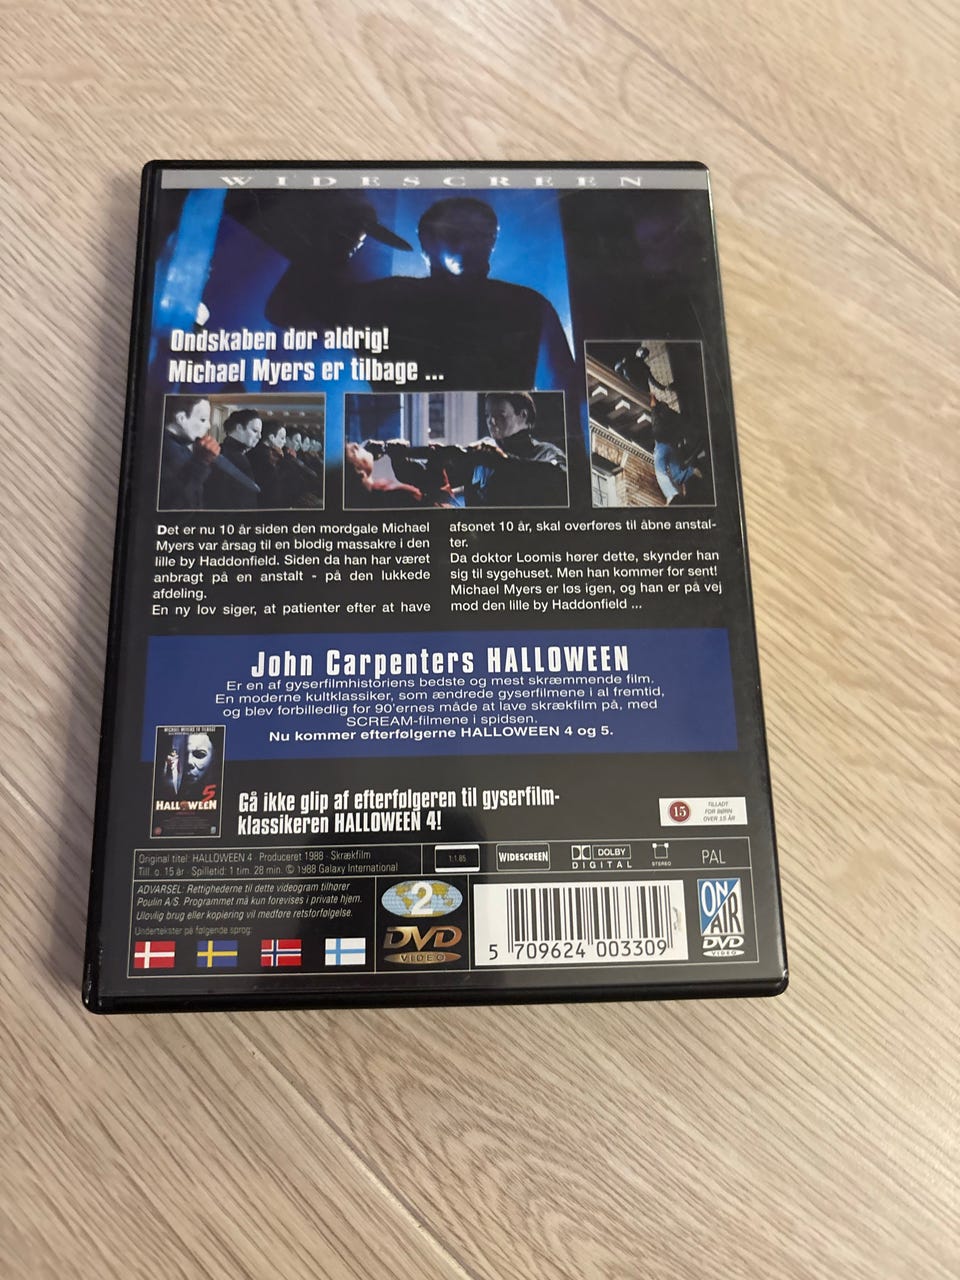 WIDESCREEN
Ondskaben dør aldrig!
Michael Myers er tilbage ...
Det er nu 10 år siden den mordgale Michael
Myers var årsag til en blodig massakre i den
lille by Haddonfield. Siden da han har været
anbragt på en anstalt - på den lukkede
afdeling.
En ny lov siger, at patienter efter at have
afsonet 10 år, skal overføres til åbne anstal-
ter.
Da doktor Loomis hører dette, skynder han
sig til sygehuset. Men han kommer for sent!
Michael Myers er løs igen, og han er på vej
mod den lille by Haddonfield ...
John Carpenters HALLOWEEN
Er en af gyserfilmhistoriens bedste og mest skræmmende film.
En moderne kultklassiker, som ændrede gyserfilmene i al fremtid,
og blev forbilledlig for 90'ernes måde at lave skrækfilm på, med
SCREAM-filmene i spidsen.
Nu kommer efterfølgerne HALLOWEEN 4 og 5.
MICHAEL MYERS ER TILBAGE
5
HALLOWEEN
Gå ikke glip af efterfølgeren til gyserfilm-
klassikeren HALLOWEEN 4!
15
TILLADT
FOR BØRN
OVER 15 ÅR
Original titel: HALLOWEEN 4 · Produceret 1988 · Skrækfilm
Till. o. 15 år · Spilletid: 1 tim. 28 min. © 1988 Galaxy International
1:1.85
WIDESCREEN
DOLBY
DIGITAL
STEREO
PAL
ADVARSEL: Rettighederne til dette videogram tilhører
Poulin A/S. Programmet må kun forevises i private hjem.
Ulovlig brug eller kopiering vil medføre retsforfølgelse.
Undertekster på følgende sprog:
2
DVD
VIDEO
5 709624 003309
ON
AIR
DVD
VIDEO